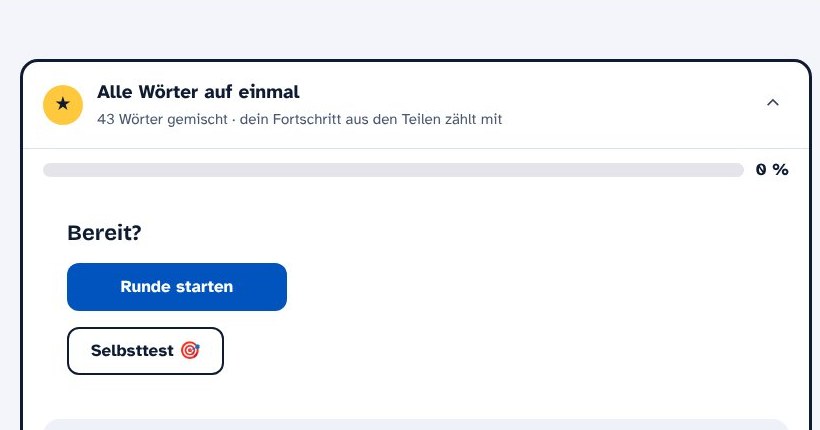 Alle Wörter auf einmal
43 Wörter gemischt · dein Fortschritt aus den Teilen zählt mit
0 %
Bereit?
Runde starten
Selbsttest 🎯